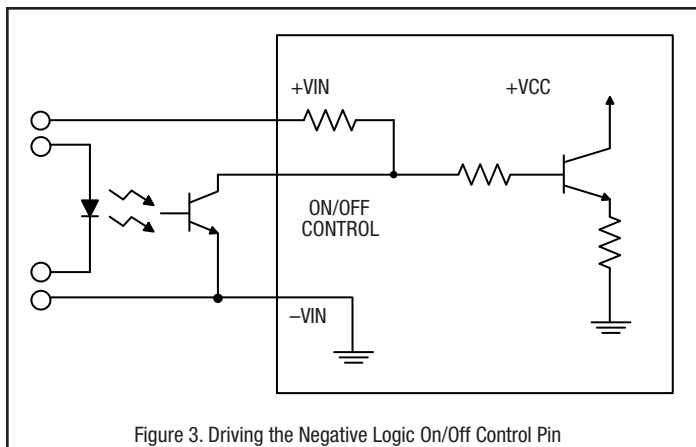 +VIN
+VCC
ON/OFF
CONTROL
–VIN
Figure 3. Driving the Negative Logic On/Off Control Pin